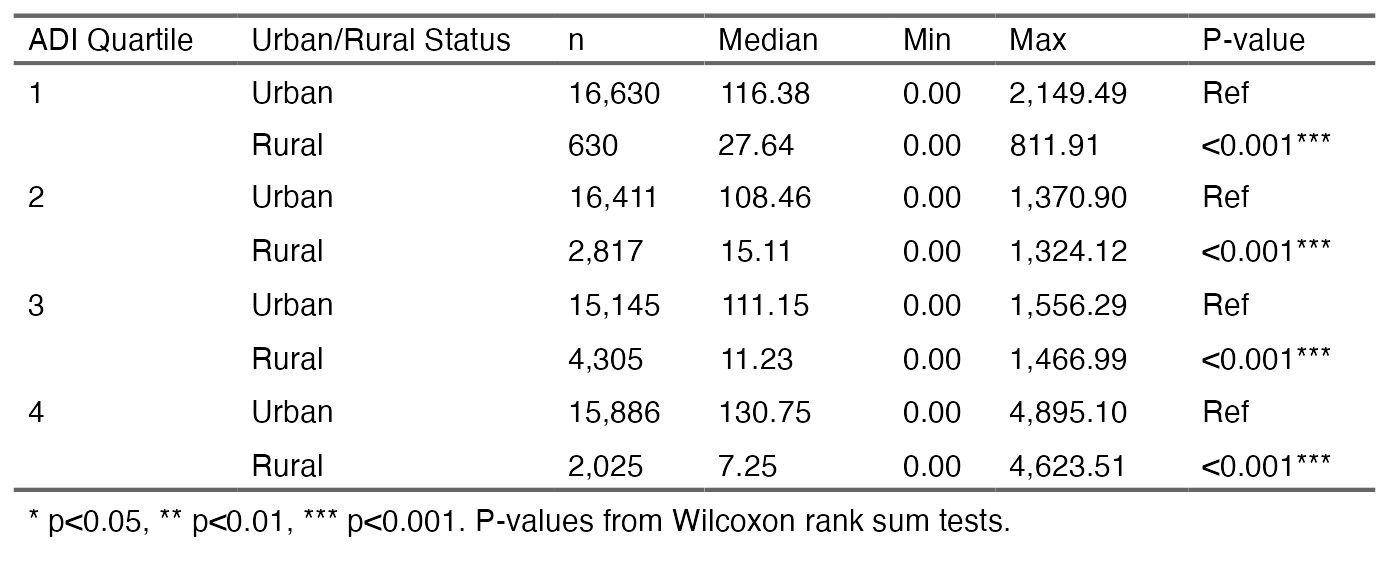 ADI Quartile Urban/Rural Status n Median Min Max P-value
1 Urban 16,630 116.38 0.00 2,149.49 Ref
Rural 630 27.64 0.00 811.91 <0.001***
2 Urban 16,411 108.46 0.00 1,370.90 Ref
Rural 2,817 15.11 0.00 1,324.12 <0.001***
3 Urban 15,145 111.15 0.00 1,556.29 Ref
Rural 4,305 11.23 0.00 1,466.99 <0.001***
4 Urban 15,886 130.75 0.00 4,895.10 Ref
Rural 2,025 7.25 0.00 4,623.51 <0.001***
* p<0.05, ** p<0.01, *** p<0.001. P-values from Wilcoxon rank sum tests.